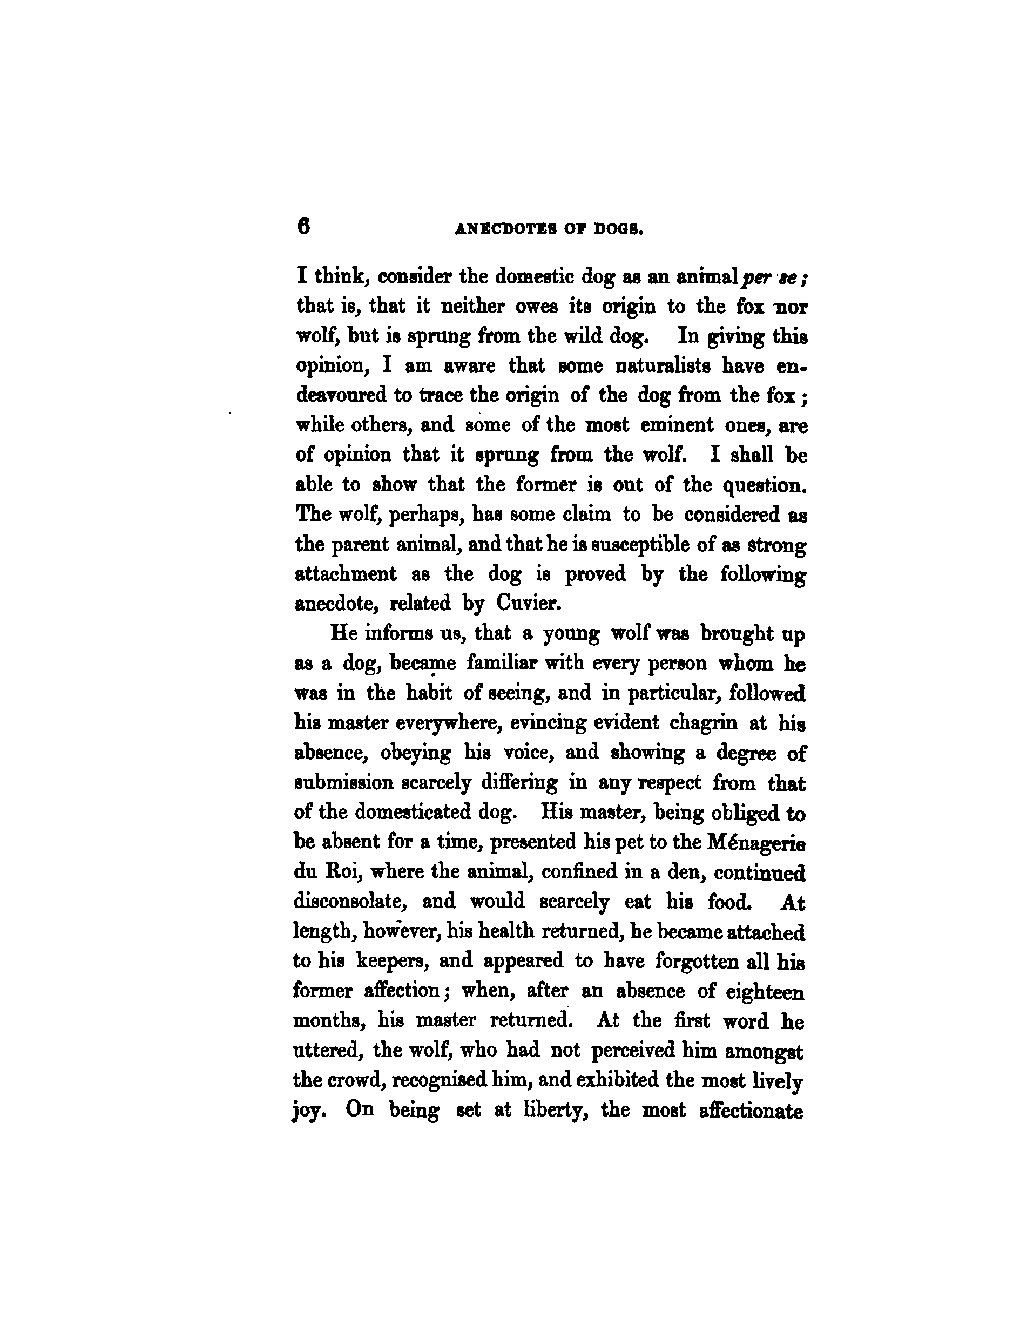 6 ANECDOTES OF DOGS.
I think, consider the domestic dog as an animal per se;
that is, that it neither owes its origin to the fox nor
wolf, but is sprung from the wild dog. In giving this
opinion, I am aware that some naturalists have en-
deavoured to trace the origin of the dog from the fox;
while others, and some of the most eminent ones, are
of opinion that it sprung from the wolf. I shall be
able to show that the former is out of the question.
The wolf, perhaps, has some claim to be considered as
the parent animal, and that he is susceptible of as strong
attachment as the dog is proved by the following
anecdote, related by Cuvier.
He informs us, that a young wolf was brought up
as a dog, became familiar with every person whom he
was in the habit of seeing, and in particular, followed
his master everywhere, evincing evident chagrin at his
absence, obeying his voice, and showing a degree of
submission scarcely differing in any respect from that
of the domesticated dog. His master, being obliged to
be absent for a time, presented his pet to the Ménagerie
du Roi, where the animal, confined in a den, continued
disconsolate, and would scarcely eat his food. At
length, however, his health returned, he became attached
to his keepers, and appeared to have forgotten all his
former affection; when, after an absence of eighteen
months, his master returned. At the first word he
uttered, the wolf, who had not perceived him amongst
the crowd, recognised him, and exhibited the most lively
joy. On being set at liberty, the most affectionate